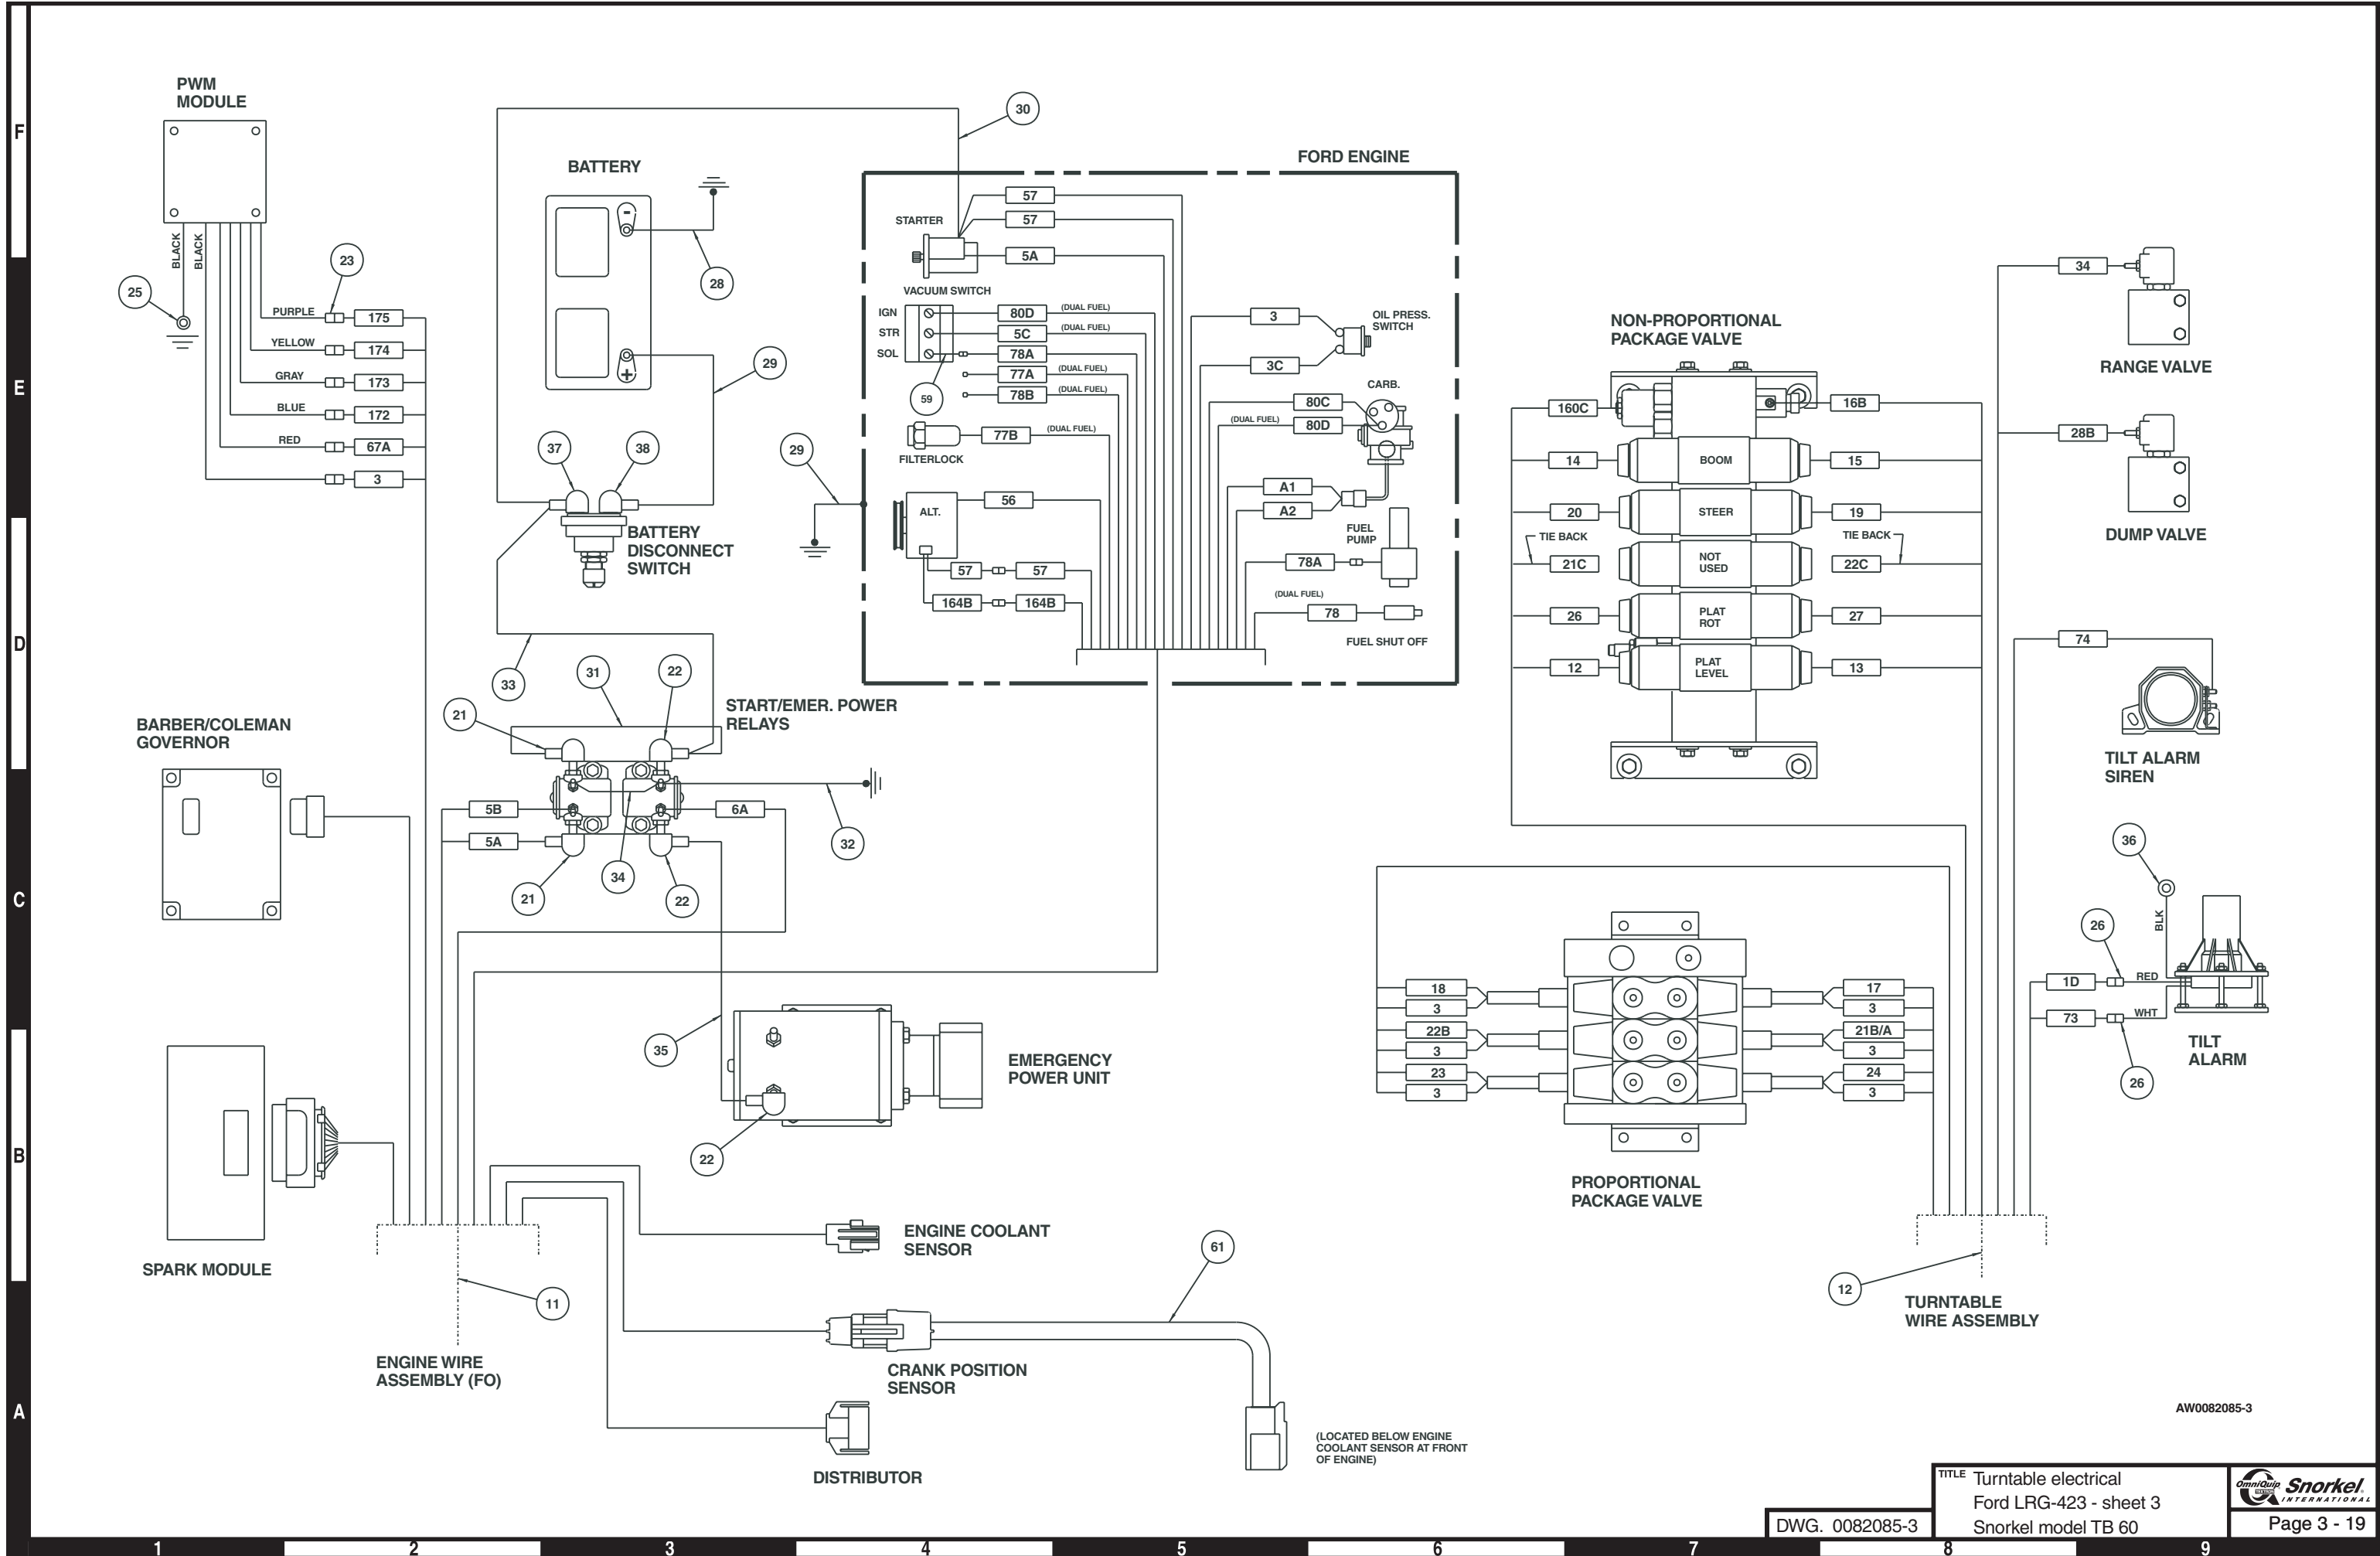 PWM
MODULE
BLACK
BLACK
25
23
PURPLE
175
YELLOW
174
GRAY
173
BLUE
172
RED
67A
3
BATTERY
-
+
28
29
30
37
38
BATTERY
DISCONNECT
SWITCH
29
33
31
22
21
START/EMER. POWER
RELAYS
5B
5A
6A
32
34
21
22
35
22
EMERGENCY
POWER UNIT
BARBER/COLEMAN
GOVERNOR
SPARK MODULE
11
ENGINE WIRE
ASSEMBLY (FO)
ENGINE COOLANT
SENSOR
61
CRANK POSITION
SENSOR
DISTRIBUTOR
(LOCATED BELOW ENGINE
COOLANT SENSOR AT FRONT
OF ENGINE)
FORD ENGINE
STARTER
57
57
5A
VACUUM SWITCH
IGN
80D
(DUAL FUEL)
STR
5C
(DUAL FUEL)
SOL
78A
77A
(DUAL FUEL)
78B
(DUAL FUEL)
59
77B
(DUAL FUEL)
FILTERLOCK
ALT.
56
57
57
164B
164B
3
OIL PRESS.
SWITCH
3C
CARB.
80C
(DUAL FUEL)
80D
A1
A2
FUEL
PUMP
78A
(DUAL FUEL)
78
FUEL SHUT OFF
NON-PROPORTIONAL
PACKAGE VALVE
160C
16B
14
BOOM
15
20
STEER
19
TIE BACK
TIE BACK
21C
NOT
USED
22C
26
PLAT
ROT
27
12
PLAT
LEVEL
13
18
3
22B
3
23
3
17
3
21B/A
3
24
3
PROPORTIONAL
PACKAGE VALVE
34
RANGE VALVE
28B
DUMP VALVE
74
TILT ALARM
SIREN
36
BLK
26
1D
RED
73
WHT
26
TILT
ALARM
12
TURNTABLE
WIRE ASSEMBLY
AW0082085-3
DWG. 0082085-3
TITLE Turntable electrical
Ford LRG-423 - sheet 3
Snorkel model TB 60
OmniQuip
TEXTRON
Snorkel
INTERNATIONAL
Page 3 - 19
F
E
D
C
B
A
1
2
3
4
5
6
7
8
9